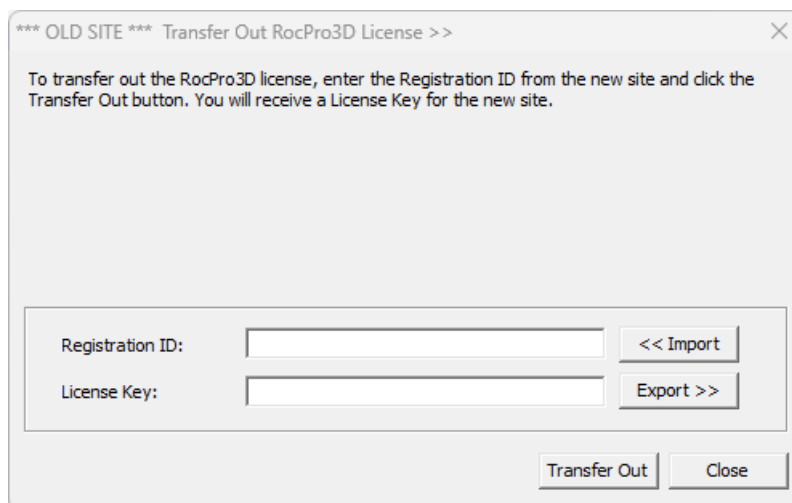 *** OLD SITE ***  Transfer Out RocPro3D License >>
To transfer out the RocPro3D license, enter the Registration ID from the new site and click the
Transfer Out button. You will receive a License Key for the new site.
Registration ID:
<< Import
License Key:
Export >>
Transfer Out
Close